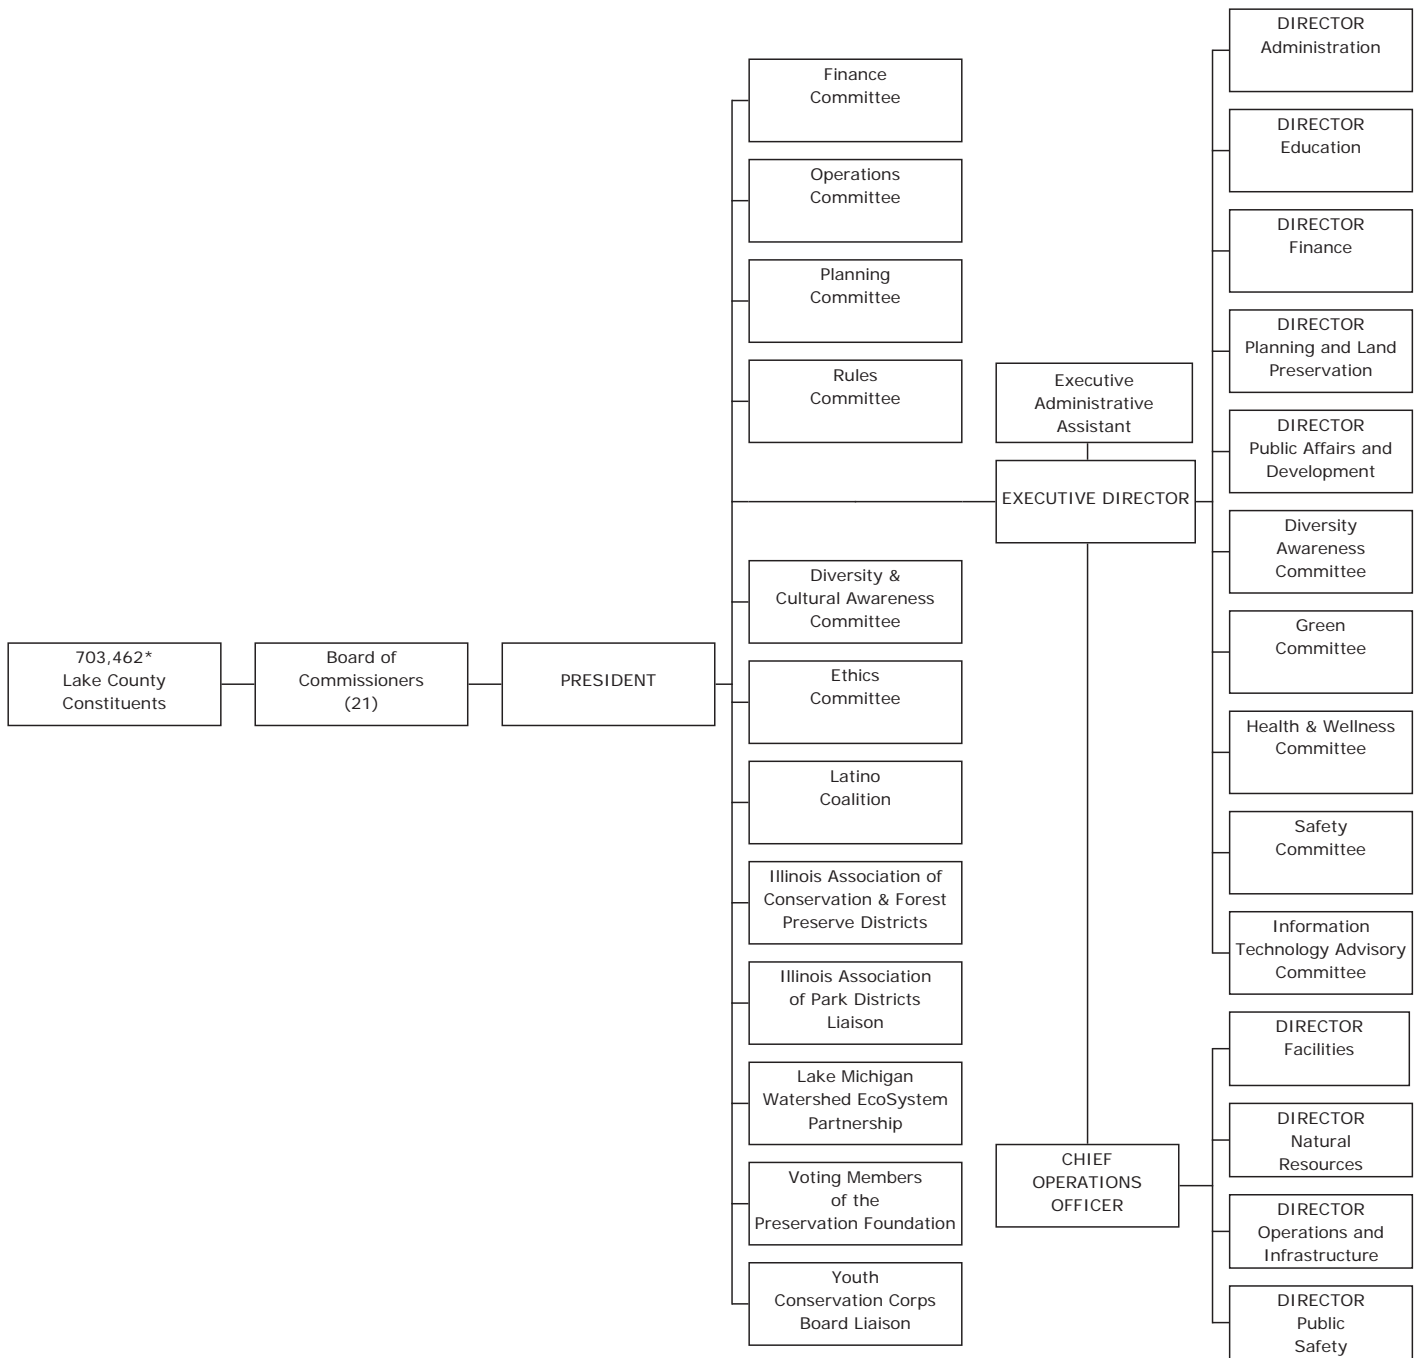 703,462*
Lake County
Constituents
Board of
Commissioners
(21)
PRESIDENT
Finance
Committee
Operations
Committee
Planning
Committee
Rules
Committee
Diversity &
Cultural Awareness
Committee
Ethics
Committee
Latino
Coalition
Illinois Association of
Conservation & Forest
Preserve Districts
Illinois Association
of Park Districts
Liaison
Lake Michigan
Watershed EcoSystem
Partnership
Voting Members
of the
Preservation Foundation
Youth
Conservation Corps
Board Liaison
Executive
Administrative
Assistant
EXECUTIVE DIRECTOR
CHIEF
OPERATIONS
OFFICER
DIRECTOR
Administration
DIRECTOR
Education
DIRECTOR
Finance
DIRECTOR
Planning and Land
Preservation
DIRECTOR
Public Affairs and
Development
Diversity
Awareness
Committee
Green
Committee
Health & Wellness
Committee
Safety
Committee
Information
Technology Advisory
Committee
DIRECTOR
Facilities
DIRECTOR
Natural
Resources
DIRECTOR
Operations and
Infrastructure
DIRECTOR
Public
Safety